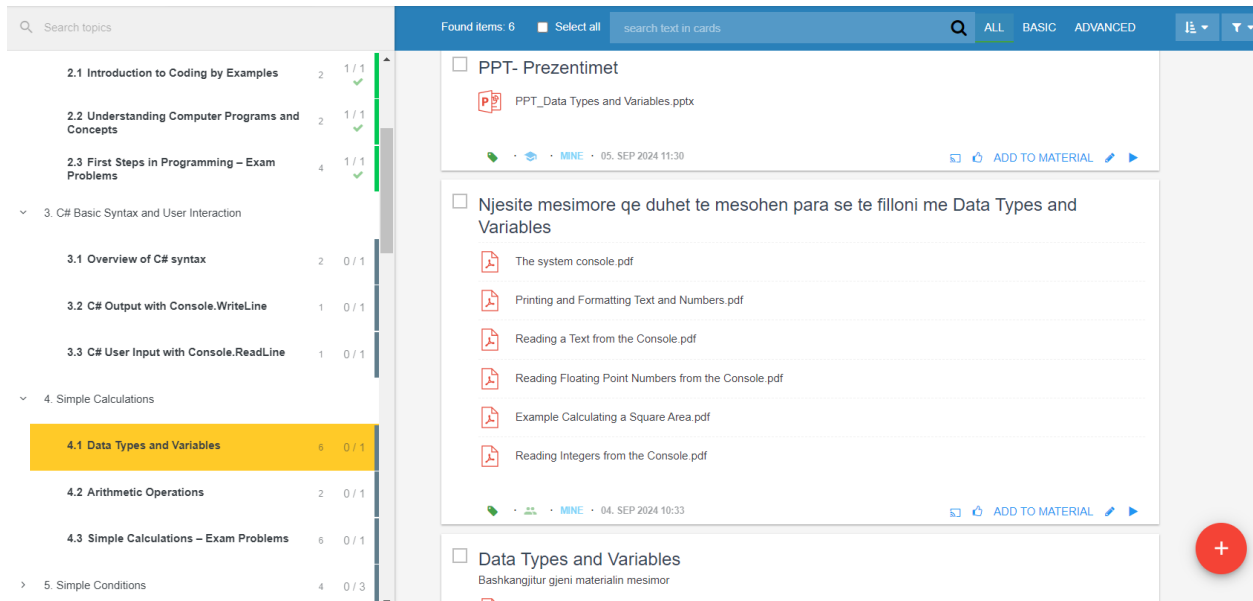 Search topics
Found items: 6
Select all
search text in cards
ALL
BASIC
ADVANCED
2.1 Introduction to Coding by Examples
2
1 / 1
2.2 Understanding Computer Programs and
Concepts
2
1 / 1
2.3 First Steps in Programming – Exam
Problems
4
1 / 1
3. C# Basic Syntax and User Interaction
3.1 Overview of C# syntax
2
0 / 1
3.2 C# Output with Console.WriteLine
1
0 / 1
3.3 C# User Input with Console.ReadLine
1
0 / 1
4. Simple Calculations
4.1 Data Types and Variables
6
0 / 1
4.2 Arithmetic Operations
2
0 / 1
4.3 Simple Calculations – Exam Problems
6
0 / 1
5. Simple Conditions
4
0 / 3
PPT- Prezentimet
PPT_Data Types and Variables.pptx
· · MINE · 05. SEP 2024 11:30
ADD TO MATERIAL
Njesite mesimore qe duhet te mesohen para se te filloni me Data Types and
Variables
The system console.pdf
Printing and Formatting Text and Numbers.pdf
Reading a Text from the Console.pdf
Reading Floating Point Numbers from the Console.pdf
Example Calculating a Square Area.pdf
Reading Integers from the Console.pdf
· · MINE · 04. SEP 2024 10:33
ADD TO MATERIAL
Data Types and Variables
Bashkangjitur gjeni materialin mesimor